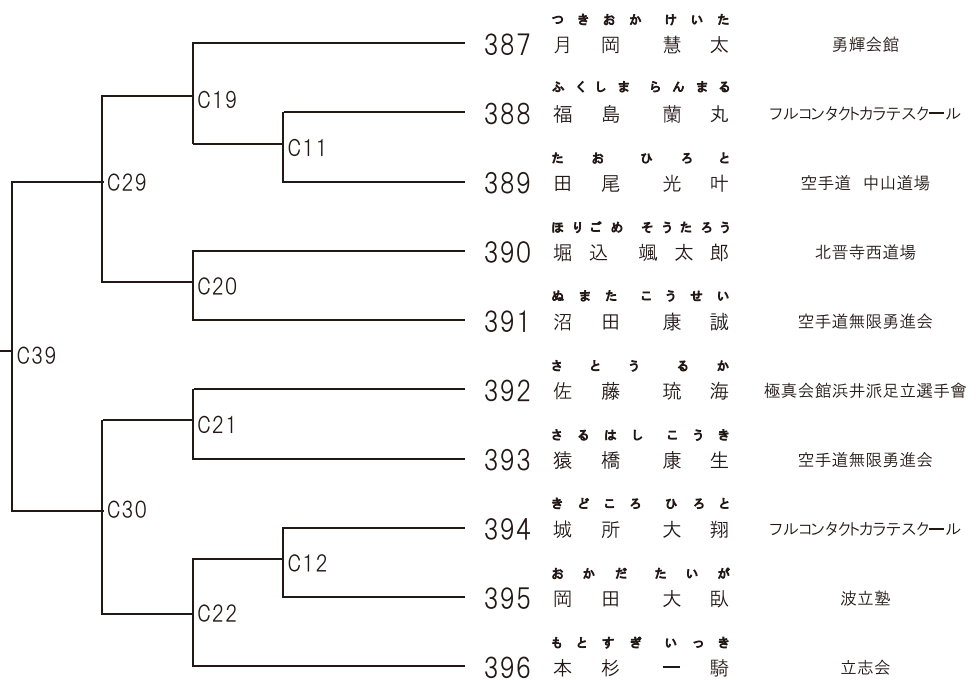 つきおか けいた
387 月岡 慧太 勇輝会館
C19
ふくしま らんまる
388 福島 蘭丸 フルコンタクトカラテスクール
C11
たお ひろと
389 田尾 光叶 空手道 中山道場
C29
ほりごめ そうたろう
390 堀込 颯太郎 北晋寺西道場
C20
ぬまた こうせい
391 沼田 康誠 空手道無限勇進会
C39
さとう るか
392 佐藤 琉海 極真会館浜井派足立選手會
C21
さるはし こうき
393 猿橋 康生 空手道無限勇進会
C30
きどころ ひろと
394 城所 大翔 フルコンタクトカラテスクール
C12
おかだ たいが
395 岡田 大臥 波立塾
C22
もとすぎ いっき
396 本杉 一騎 立志会